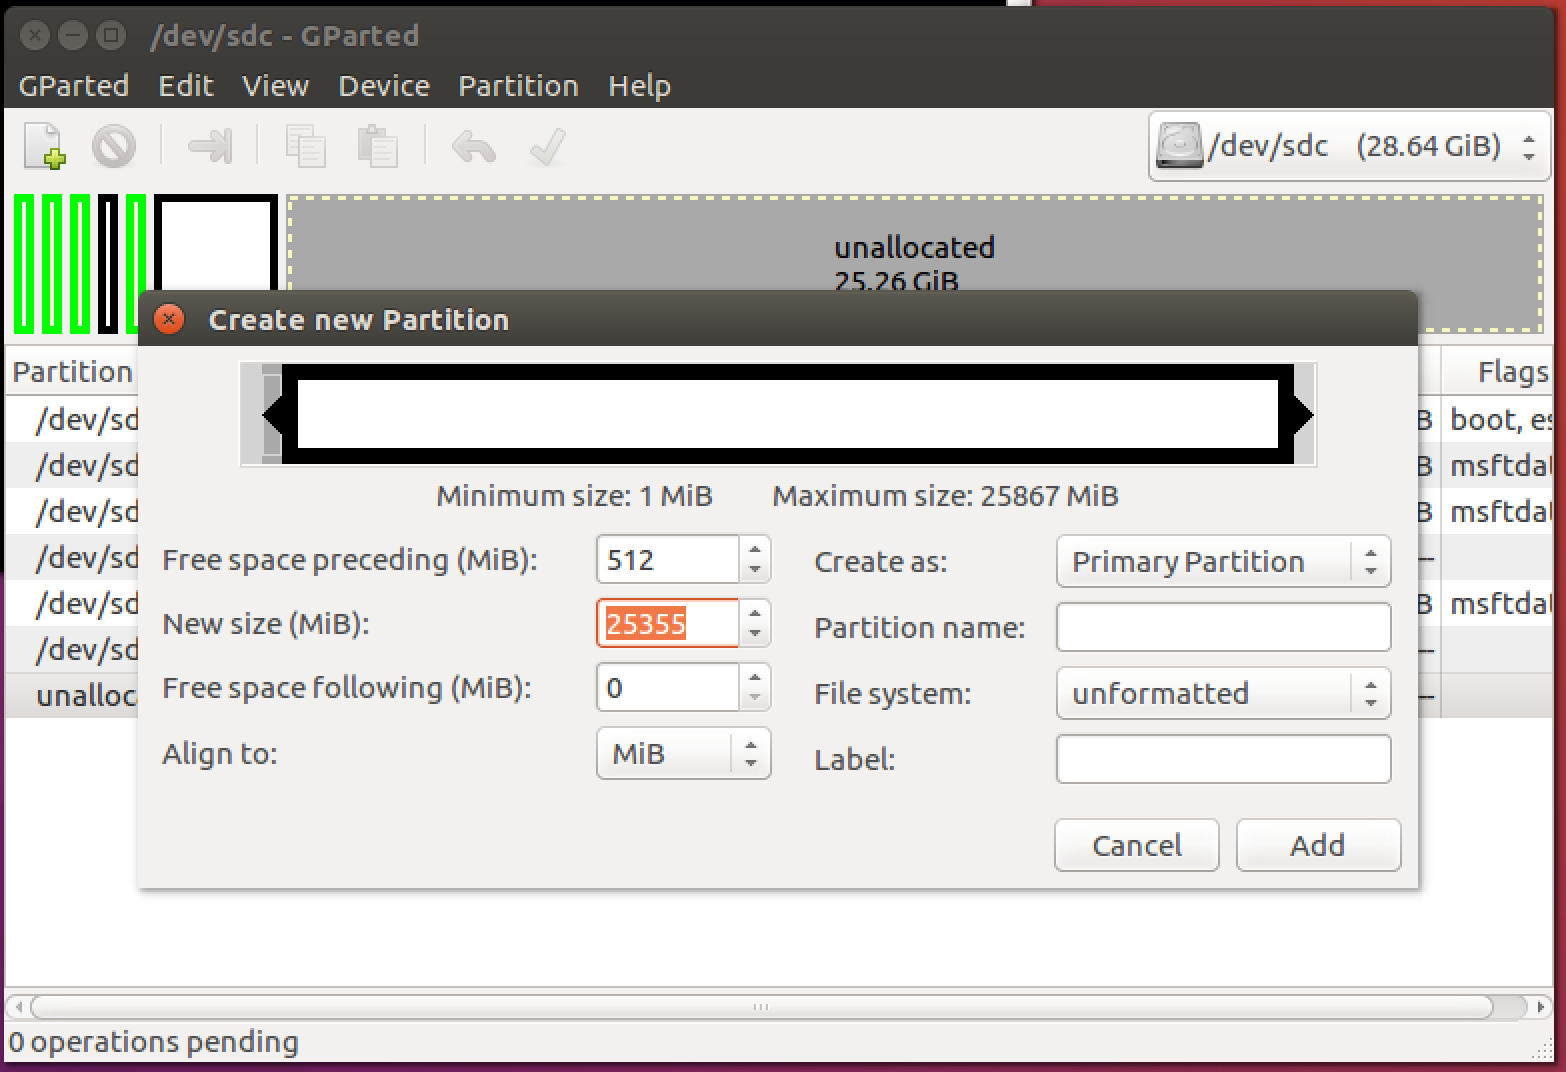 /dev/sdc - GParted
GParted Edit View Device Partition Help
/dev/sdc (28.64 GiB)
unallocated
25.26 GiB
Create new Partition
Partition
Flags
Minimum size: 1 MiB Maximum size: 25867 MiB
Free space preceding (MiB): 512
Create as: Primary Partition
New size (MiB): 25355
Partition name:
Free space following (MiB): 0
File system: unformatted
Align to: MiB
Label:
Cancel Add
/dev/sd
B boot, es
/dev/sd
B msftdat
/dev/sd
B msftdat
/dev/sd
—
/dev/sd
B msftdat
/dev/sd
—
unalloc
—
0 operations pending